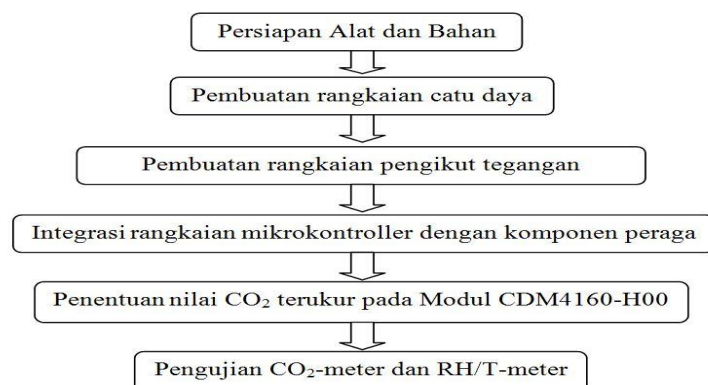 Persiapan Alat dan Bahan
Pembuatan rangkaian catu daya
Pembuatan rangkaian pengikut tegangan
Integrasi rangkaian mikrokontroller dengan komponen peraga
Penentuan nilai CO₂ terukur pada Modul CDM4160-H00
Pengujian CO₂-meter dan RH/T-meter